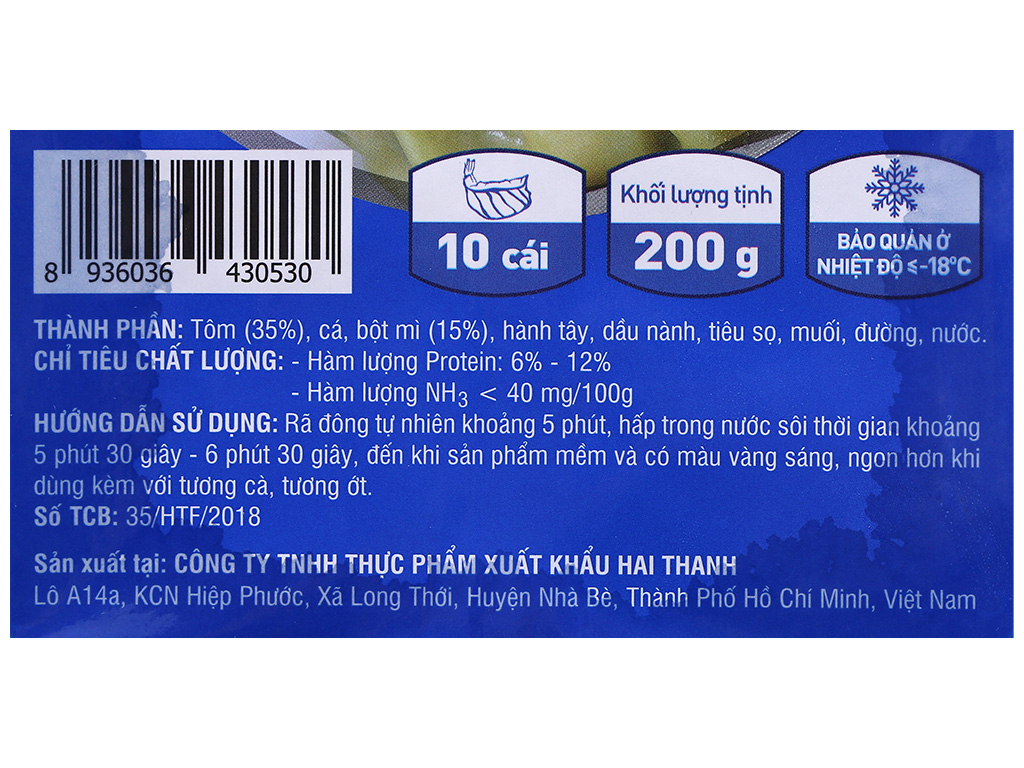 8 936036 430530
10 cái
Khối lượng tịnh
200 g
BẢO QUẢN Ở
NHIỆT ĐỘ ≤-18°C
THÀNH PHẦN: Tôm (35%), cá, bột mì (15%), hành tây, dầu nành, tiêu sọ, muối, đường, nước.
CHỈ TIÊU CHẤT LƯỢNG: - Hàm lượng Protein: 6% - 12%
- Hàm lượng NH₃ < 40 mg/100g
HƯỚNG DẪN SỬ DỤNG: Rã đông tự nhiên khoảng 5 phút, hấp trong nước sôi thời gian khoảng
5 phút 30 giây - 6 phút 30 giây, đến khi sản phẩm mềm và có màu vàng sáng, ngon hơn khi
dùng kèm với tương cà, tương ớt.
Số TCB: 35/HTF/2018
Sản xuất tại: CÔNG TY TNHH THỰC PHẨM XUẤT KHẨU HAI THANH
Lô A14a, KCN Hiệp Phước, Xã Long Thới, Huyện Nhà Bè, Thành Phố Hồ Chí Minh, Việt Nam